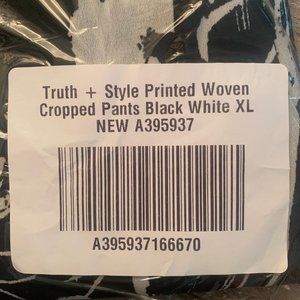 Truth + Style Printed Woven
Cropped Pants Black White XL
NEW A395937
A395937166670